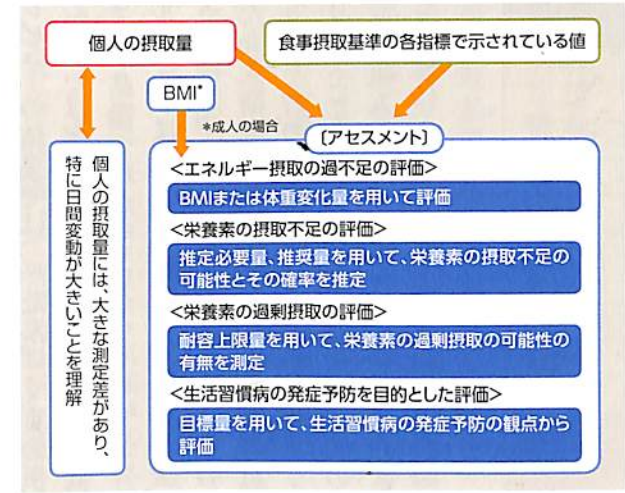 個人の摂取量
食事摂取基準の各指標で示されている値
BMI*
*成人の場合
〔アセスメント〕
<エネルギー摂取の過不足の評価>
BMIまたは体重変化量を用いて評価
<栄養素の摂取不足の評価>
推定必要量、推奨量を用いて、栄養素の摂取不足の
可能性とその確率を推定
<栄養素の過剰摂取の評価>
耐容上限量を用いて、栄養素の過剰摂取の可能性の
有無を測定
<生活習慣病の発症予防を目的とした評価>
目標量を用いて、生活習慣病の発症予防の観点から
評価
個人の摂取量には、大きな測定差があり、
特に日間変動が大きいことを理解